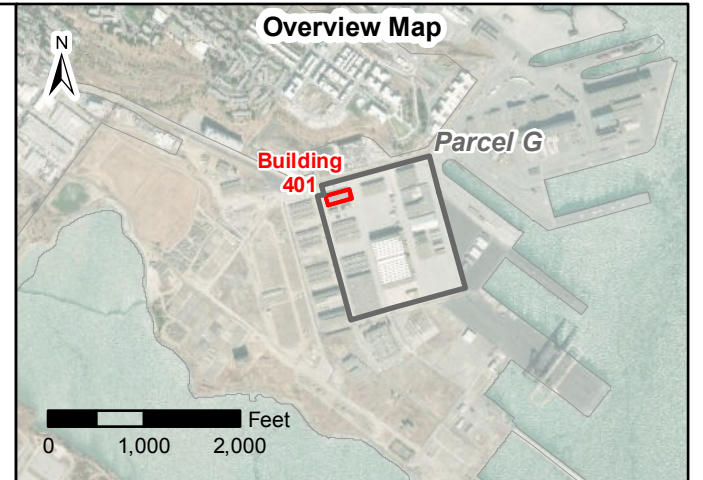 Overview Map
N
Parcel G
Building
401
Feet
0 1,000 2,000